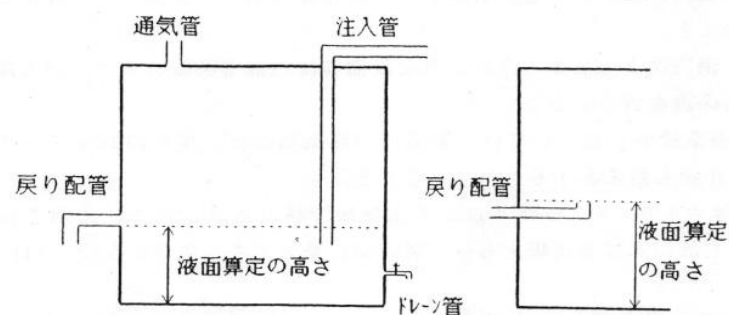 通気管
注入管
戻り配管
液面算定の高さ
ドレーン管
戻り配管
液面算定
の高さ